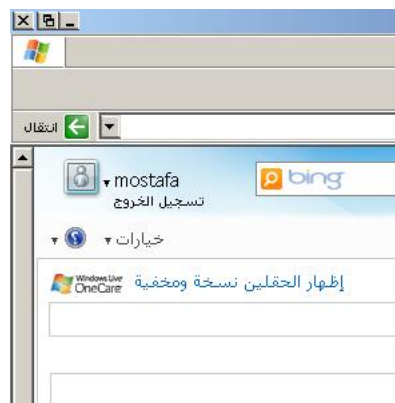 انتقال
mostafa
bing
تسجيل الخروج
خيارات
إظهار الحقلين نسخة ومخفية
Windows Live
OneCare